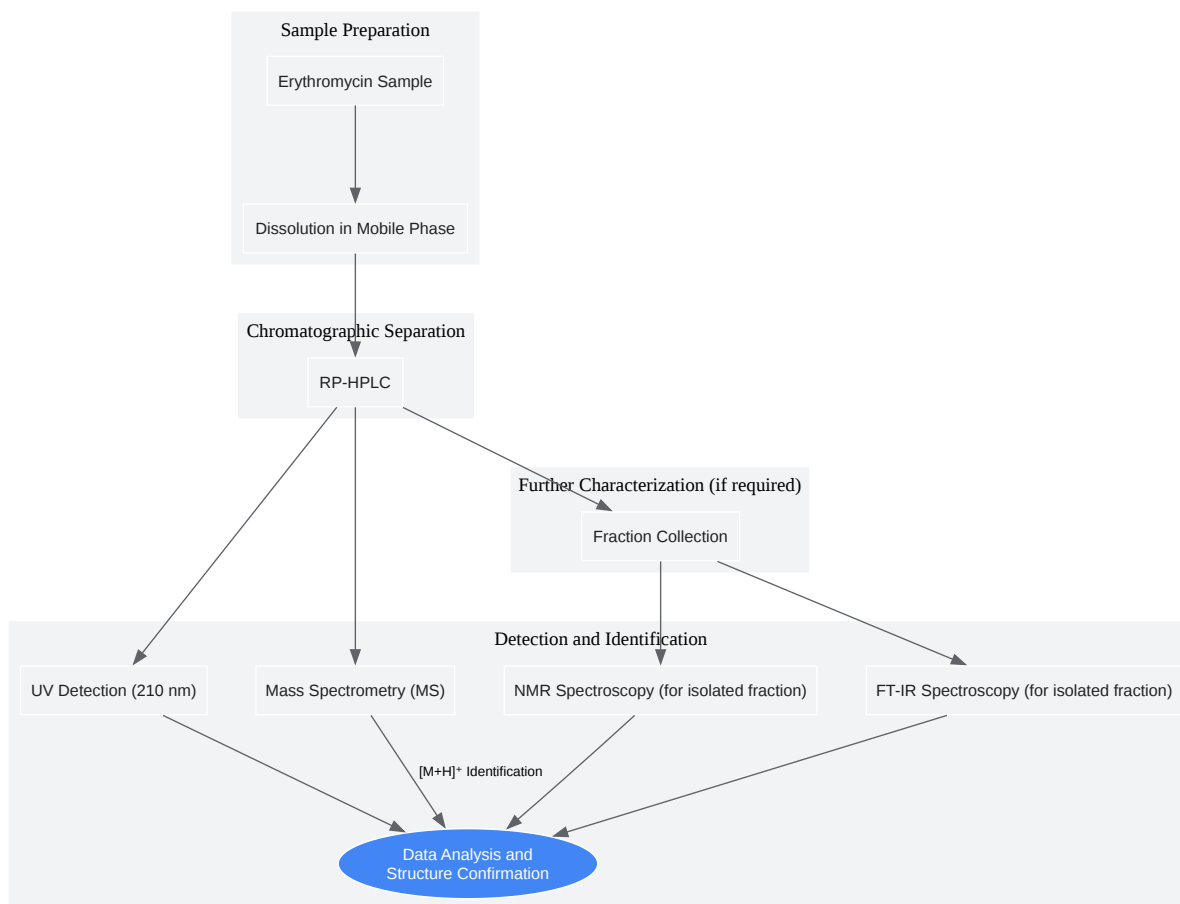 Sample Preparation
Erythromycin Sample
Dissolution in Mobile Phase
Chromatographic Separation
RP-HPLC
Further Characterization (if required)
Fraction Collection
Detection and Identification
UV Detection (210 nm)
Mass Spectrometry (MS)
NMR Spectroscopy (for isolated fraction)
FT-IR Spectroscopy (for isolated fraction)
[M+H]⁺ Identification
Data Analysis and
Structure Confirmation